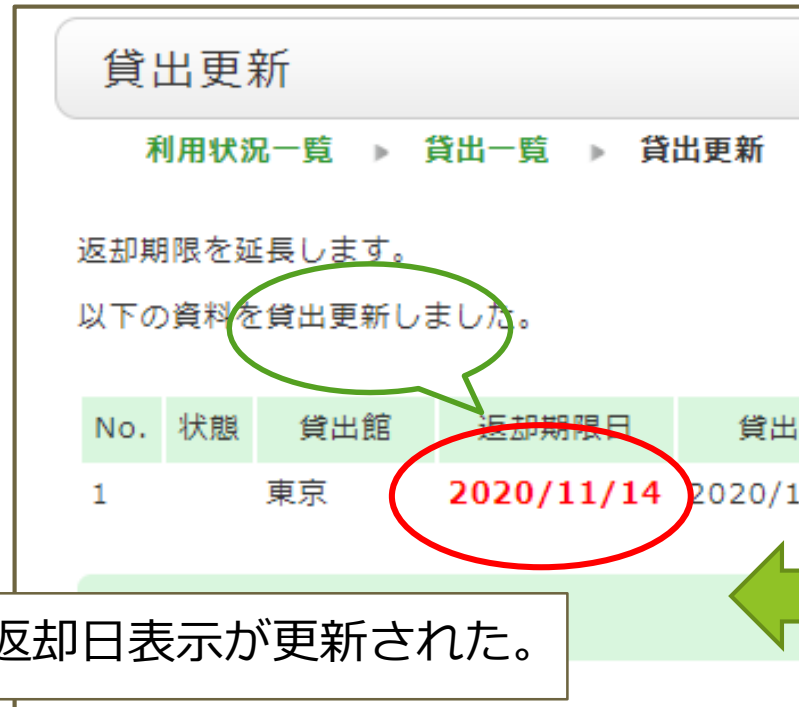 貸出更新
利用状況一覧 ▶ 貸出一覧 ▶ 貸出更新
返却期限を延長します。
以下の資料を貸出更新しました。
No. 状態 貸出館 返却期限日 貸出
1 東京 2020/11/14 2020/1
返却日表示が更新された。